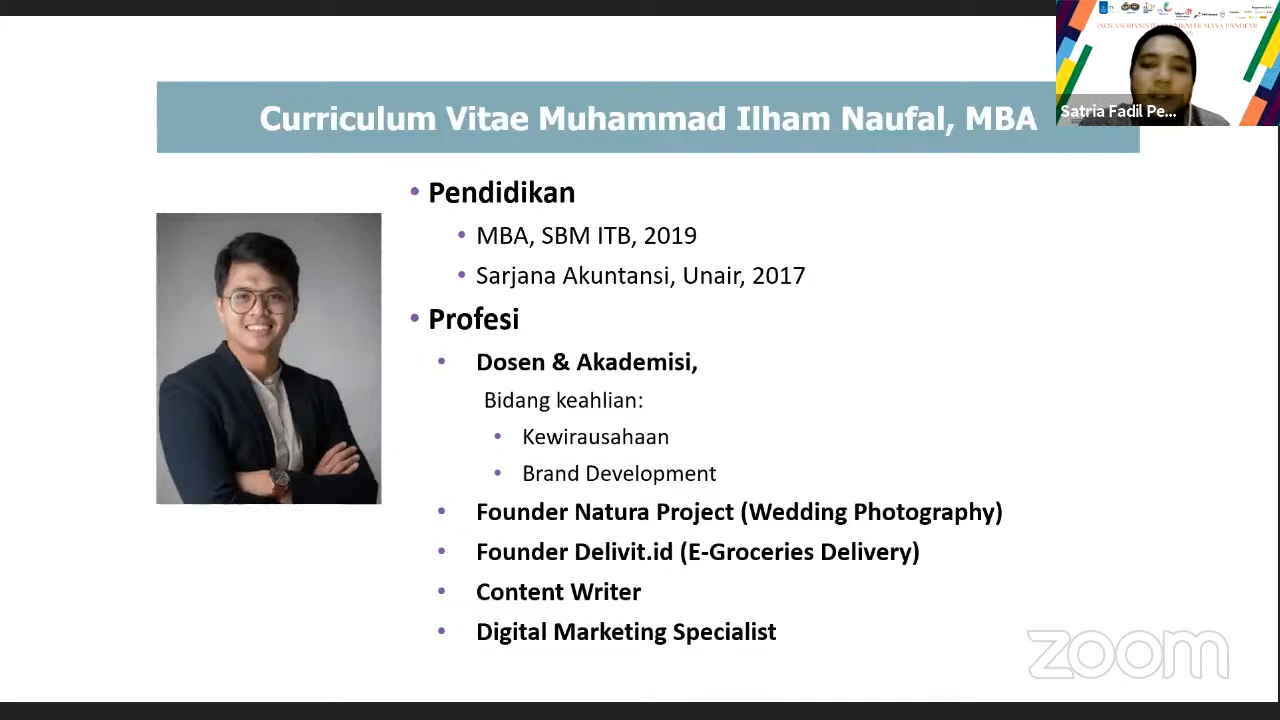 Curriculum Vitae Muhammad Ilham Naufal, MBA
• Pendidikan
• MBA, SBM ITB, 2019
• Sarjana Akuntansi, Unair, 2017
• Profesi
• Dosen & Akademisi,
Bidang keahlian:
• Kewirausahaan
• Brand Development
• Founder Natura Project (Wedding Photography)
• Founder Delivit.id (E-Groceries Delivery)
• Content Writer
• Digital Marketing Specialist
Satria Fadil Pe...
zoom